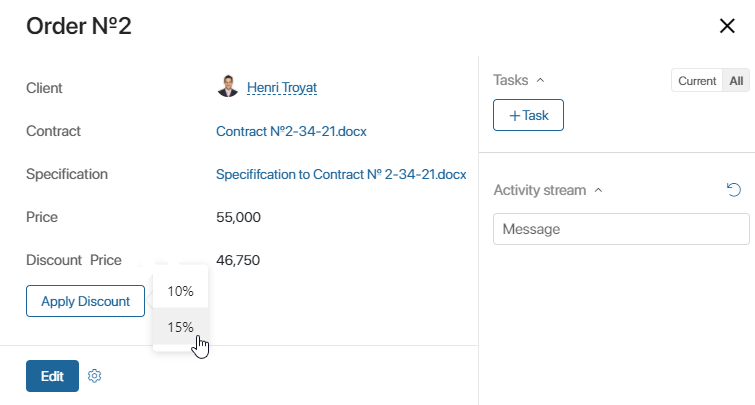 Order Nº2
Client
Henri Troyat
Contract
Contract Nº2-34-21.docx
Specification
Specififcation to Contract Nº 2-34-21.docx
Price
55,000
Discount Price
46,750
Apply Discount
10%
15%
Edit
Tasks
Current
All
+Task
Activity stream
Message